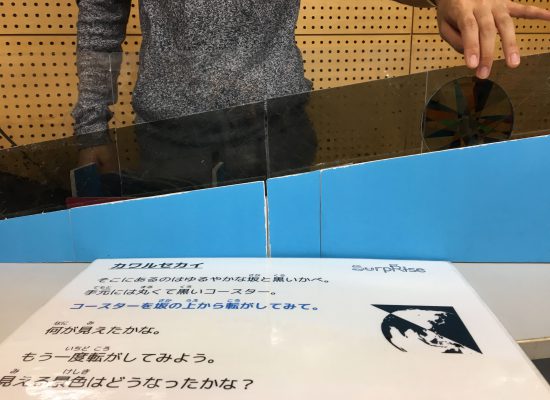 カワルセカイ
SurpRise
そこにあるのはゆるやかな坂と黒いかべ。
手元には丸くて黒いコースター。
コースターを坂の上から転がしてみて。
何が見えたかな。
もう一度転がしてみよう。
見える景色はどうなったかな？